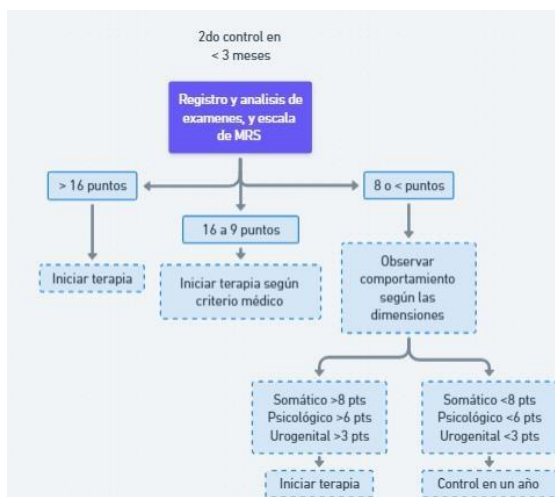 2do control en
< 3 meses
Registro y analisis de
examenes, y escala
de MRS
> 16 puntos
8 o < puntos
16 a 9 puntos
Iniciar terapia
Iniciar terapia según
criterio médico
Observar
comportamiento
según las
dimensiones
Somático >8 pts
Psicológico >6 pts
Urogenital >3 pts
Somático <8 pts
Psicológico <6 pts
Urogenital <3 pts
Iniciar terapia
Control en un año